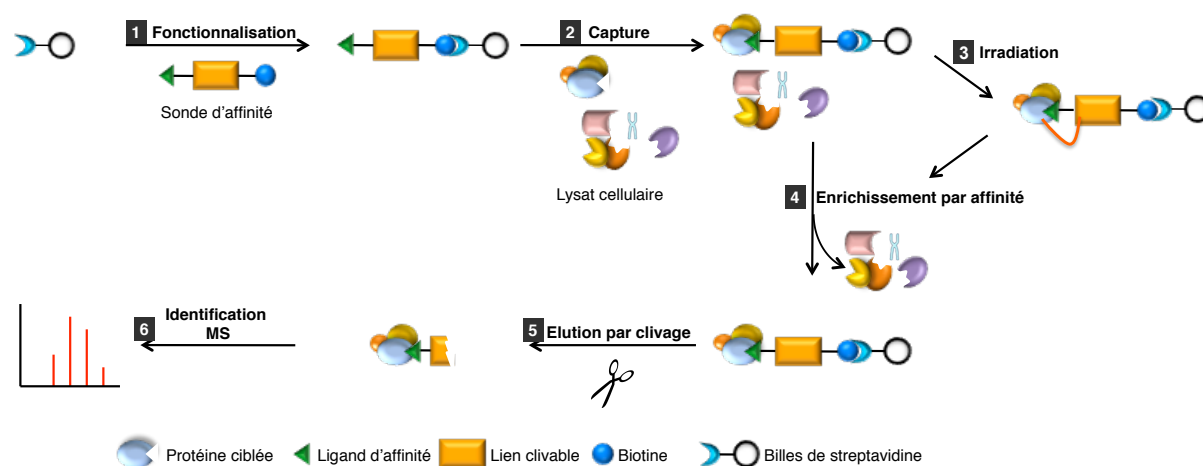 1 Fonctionnalisation
Sonde d'affinité
2 Capture
Lysat cellulaire
3 Irradiation
4 Enrichissement par affinité
5 Elution par clivage
6 Identification
MS
Protéine ciblée
Ligand d'affinité
Lien clivable
Biotine
Billes de streptavidine